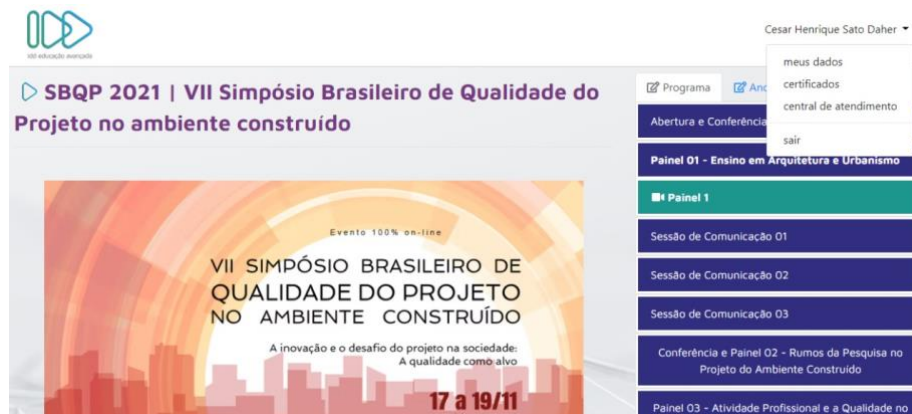 idd educação avançada
Cesar Henrique Sato Daher
meus dados
certificados
central de atendimento
sair
SBQP 2021 | VII Simpósio Brasileiro de Qualidade do
Projeto no ambiente construído
Evento 100% on-line
VII SIMPÓSIO BRASILEIRO DE
QUALIDADE DO PROJETO
NO AMBIENTE CONSTRUÍDO
A inovação e o desafio do projeto na sociedade:
A qualidade como alvo
17 a 19/11
Programa
Abertura e Conferência
Painel 01 - Ensino em Arquitetura e Urbanismo
Painel 1
Sessão de Comunicação 01
Sessão de Comunicação 02
Sessão de Comunicação 03
Conferência e Painel 02 - Rumos da Pesquisa no
Projeto do Ambiente Construído
Painel 03 - Atividade Profissional e a Qualidade no